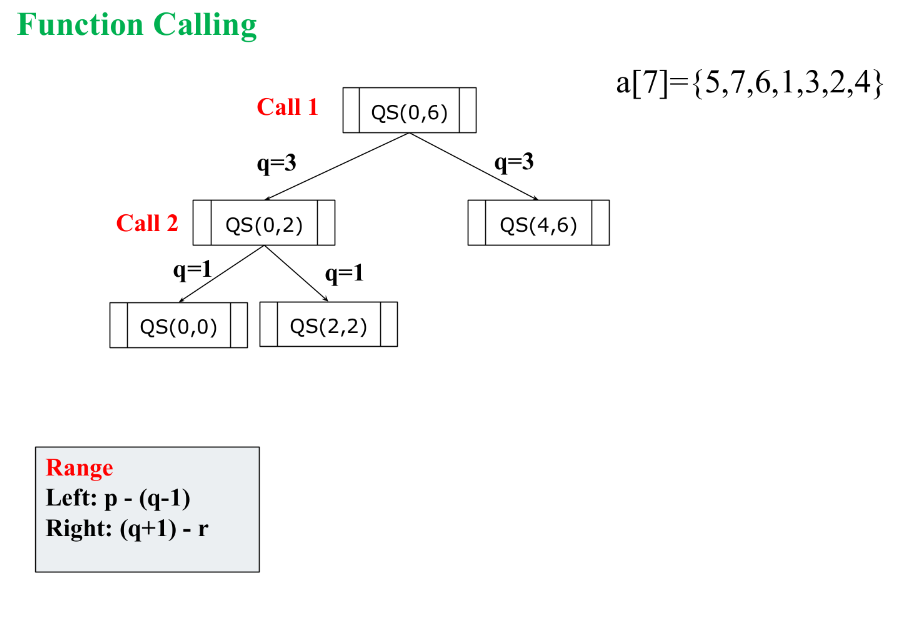 Function Calling
a[7]={5,7,6,1,3,2,4}
Call 1
QS(0,6)
q=3
q=3
Call 2
QS(0,2)
QS(4,6)
q=1
q=1
QS(0,0)
QS(2,2)
Range
Left: p - (q-1)
Right: (q+1) - r